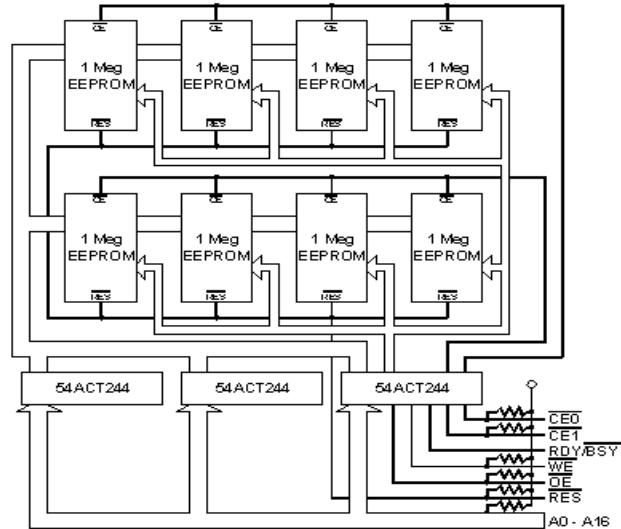 CE CE CE CE
1 Meg EEPROM 1 Meg EEPROM 1 Meg EEPROM 1 Meg EEPROM
RES RES RES RES
CE CE CE CE
1 Meg EEPROM 1 Meg EEPROM 1 Meg EEPROM 1 Meg EEPROM
RES RES RES RES
54ACT244 54ACT244 54ACT244
CE0
CE1
RDY/BSY
WE
OE
RES
A0 - A16